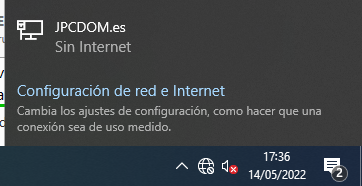 JPCDOM.es
Sin Internet
Configuración de red e Internet
Cambia los ajustes de configuración, como hacer que una
conexión sea de uso medido.
17:36
14/05/2022
2